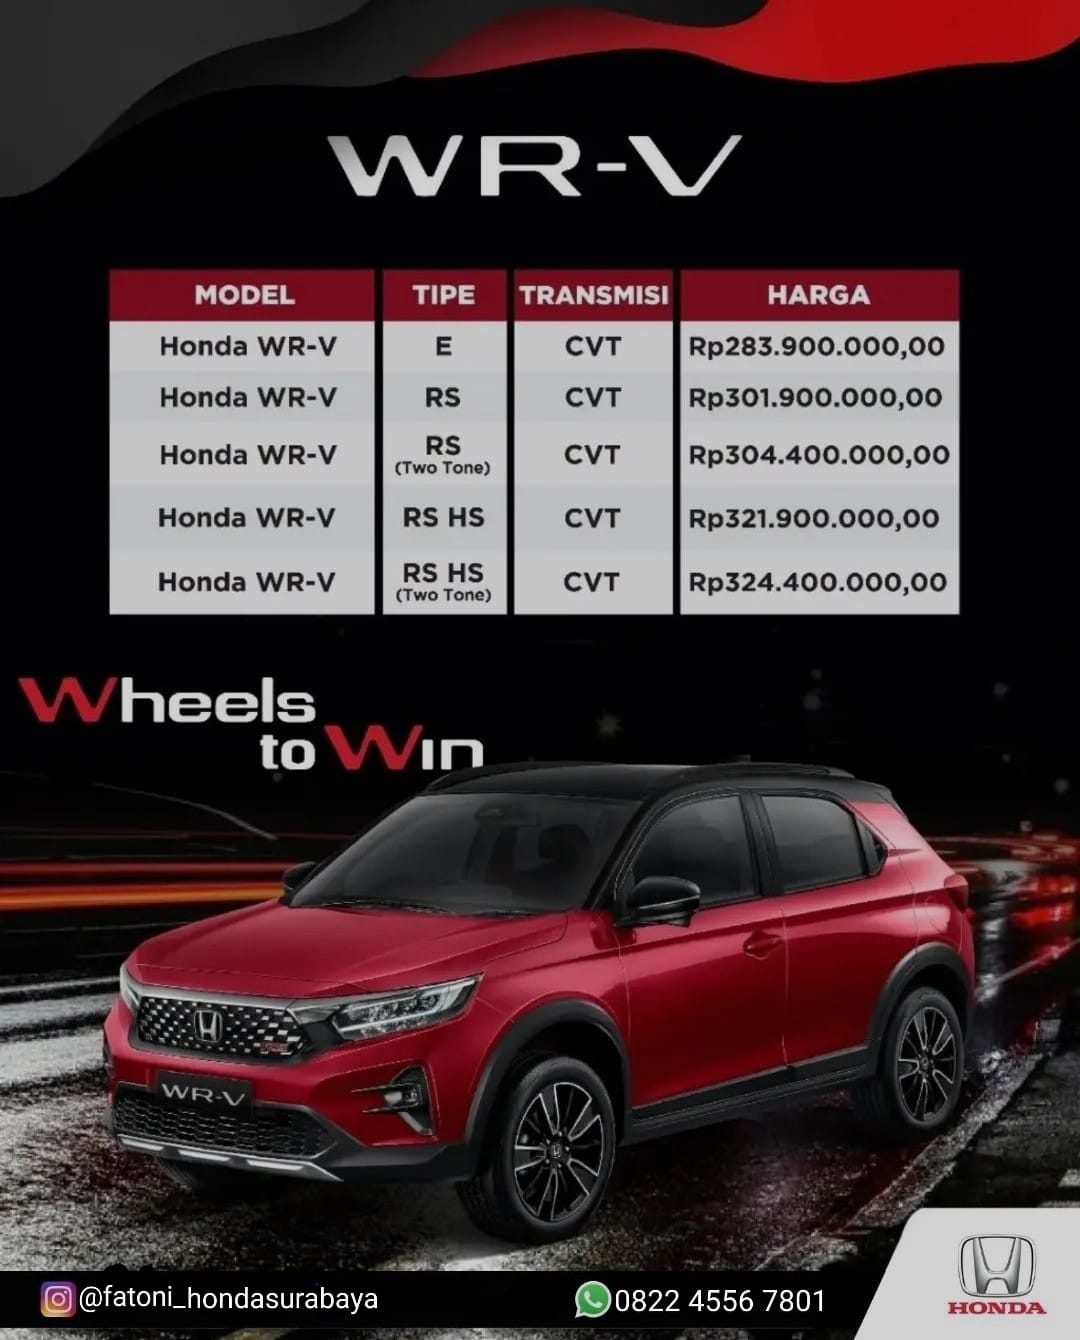 WR-V
MODEL TIPE TRANSMISI HARGA
Honda WR-V E CVT Rp283.900.000,00
Honda WR-V RS CVT Rp301.900.000,00
Honda WR-V RS (Two Tone) CVT Rp304.400.000,00
Honda WR-V RS HS CVT Rp321.900.000,00
Honda WR-V RS HS (Two Tone) CVT Rp324.400.000,00
Wheels
to Win
WR-V
@fatoni_hondasurabaya
0822 4556 7801
HONDA